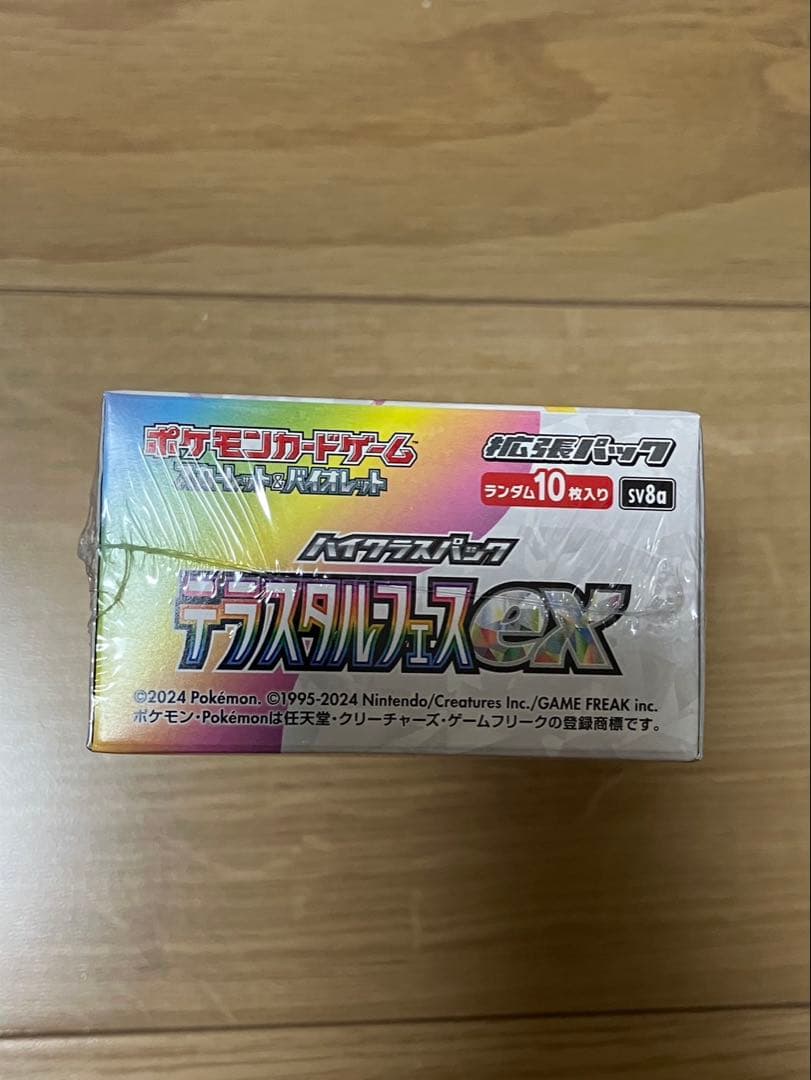 ポケモンカードゲーム
スカーレット&バイオレット
拡張パック
ランダム10枚入り
SV8a
ハイクラスパック
テラスタルフェスex
©2024 Pokémon. ©1995-2024 Nintendo/Creatures Inc./GAME FREAK inc.
ポケモン・Pokémonは任天堂・クリーチャーズ・ゲームフリークの登録商標です。